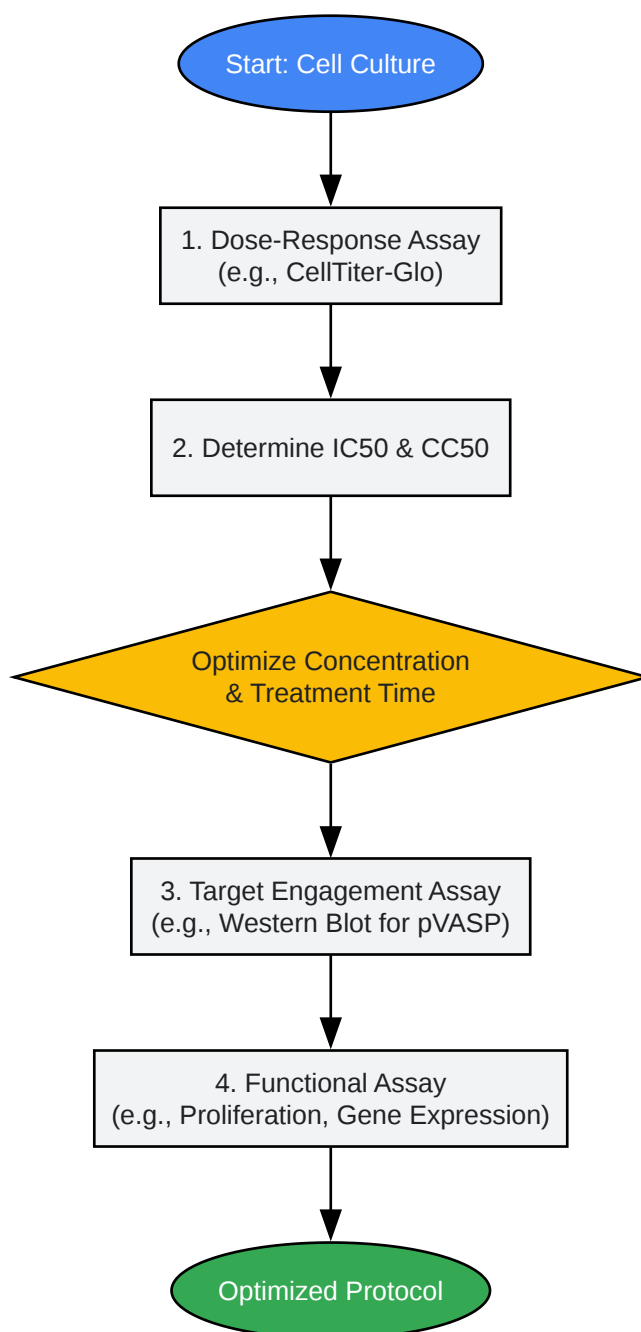 Start: Cell Culture
1. Dose-Response Assay
(e.g., CellTiter-Glo)
2. Determine IC50 & CC50
Optimize Concentration
& Treatment Time
3. Target Engagement Assay
(e.g., Western Blot for pVASP)
4. Functional Assay
(e.g., Proliferation, Gene Expression)
Optimized Protocol